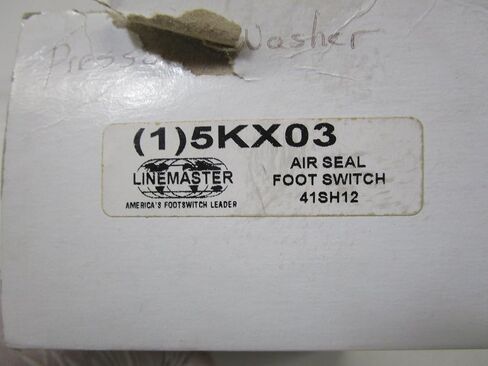 Washer
(1)5KX03
LINEMASTER
AMERICA'S FOOTSWITCH LEADER
AIR SEAL
FOOT SWITCH
41SH12